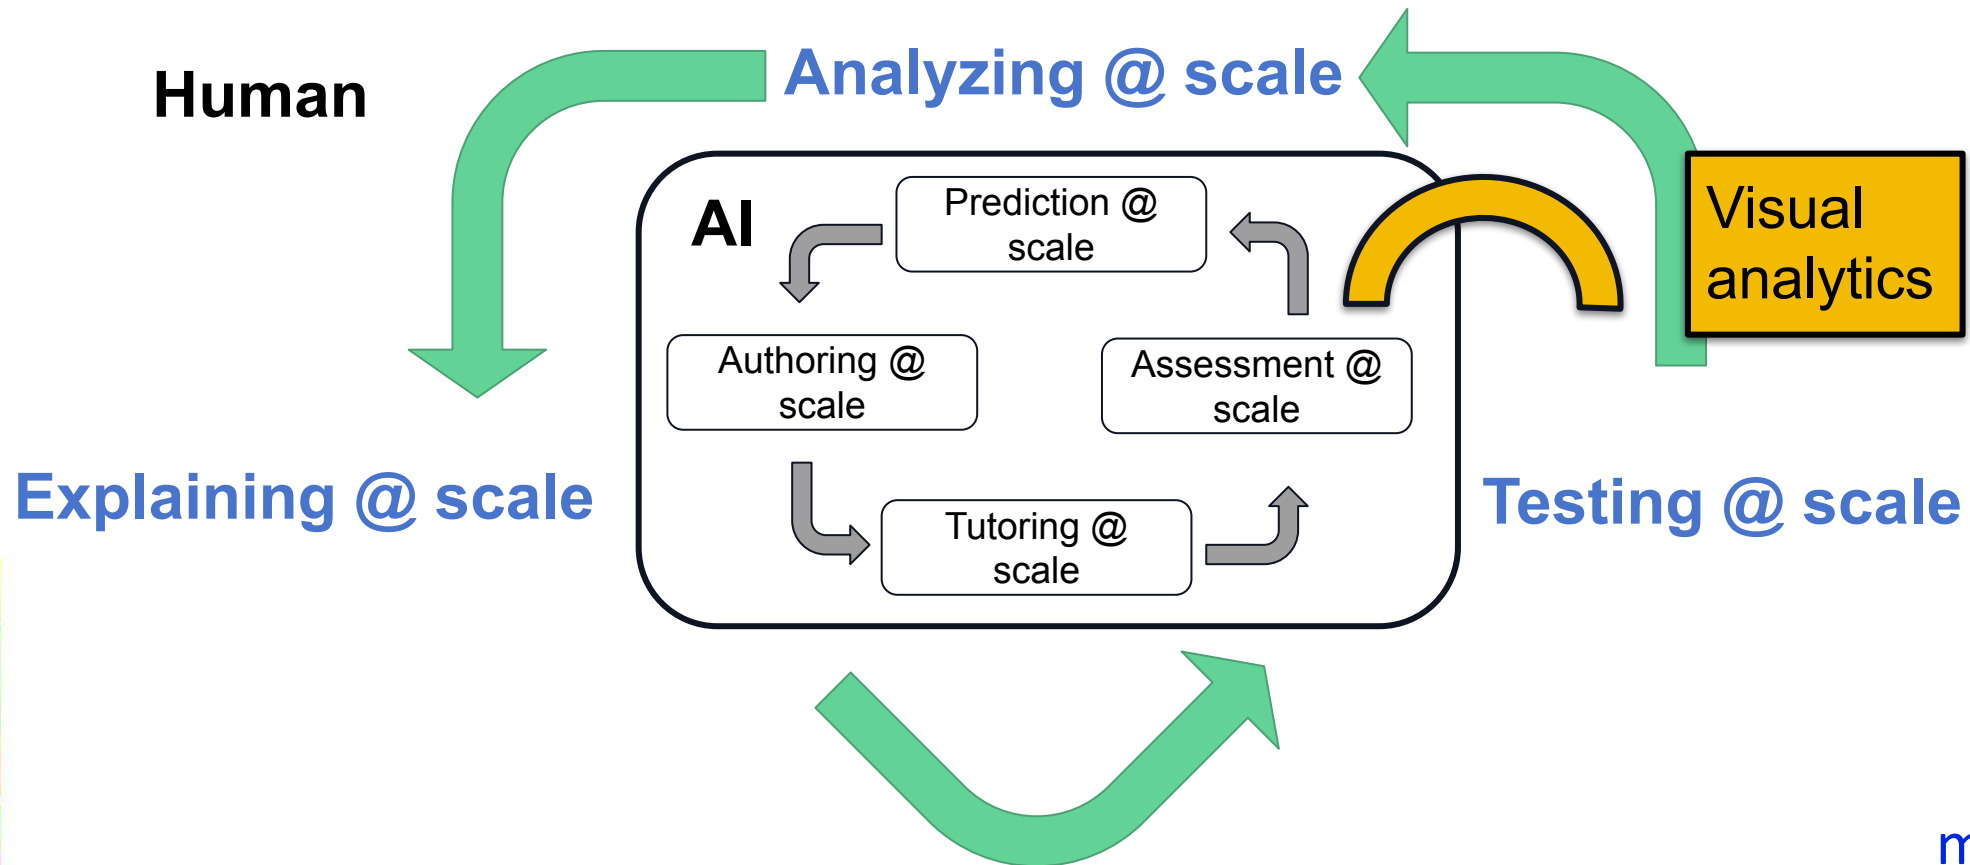 Human
Analyzing @ scale
Visual
analytics
AI
Prediction @
scale
Authoring @
scale
Assessment @
scale
Explaining @ scale
Testing @ scale
Tutoring @
scale
m